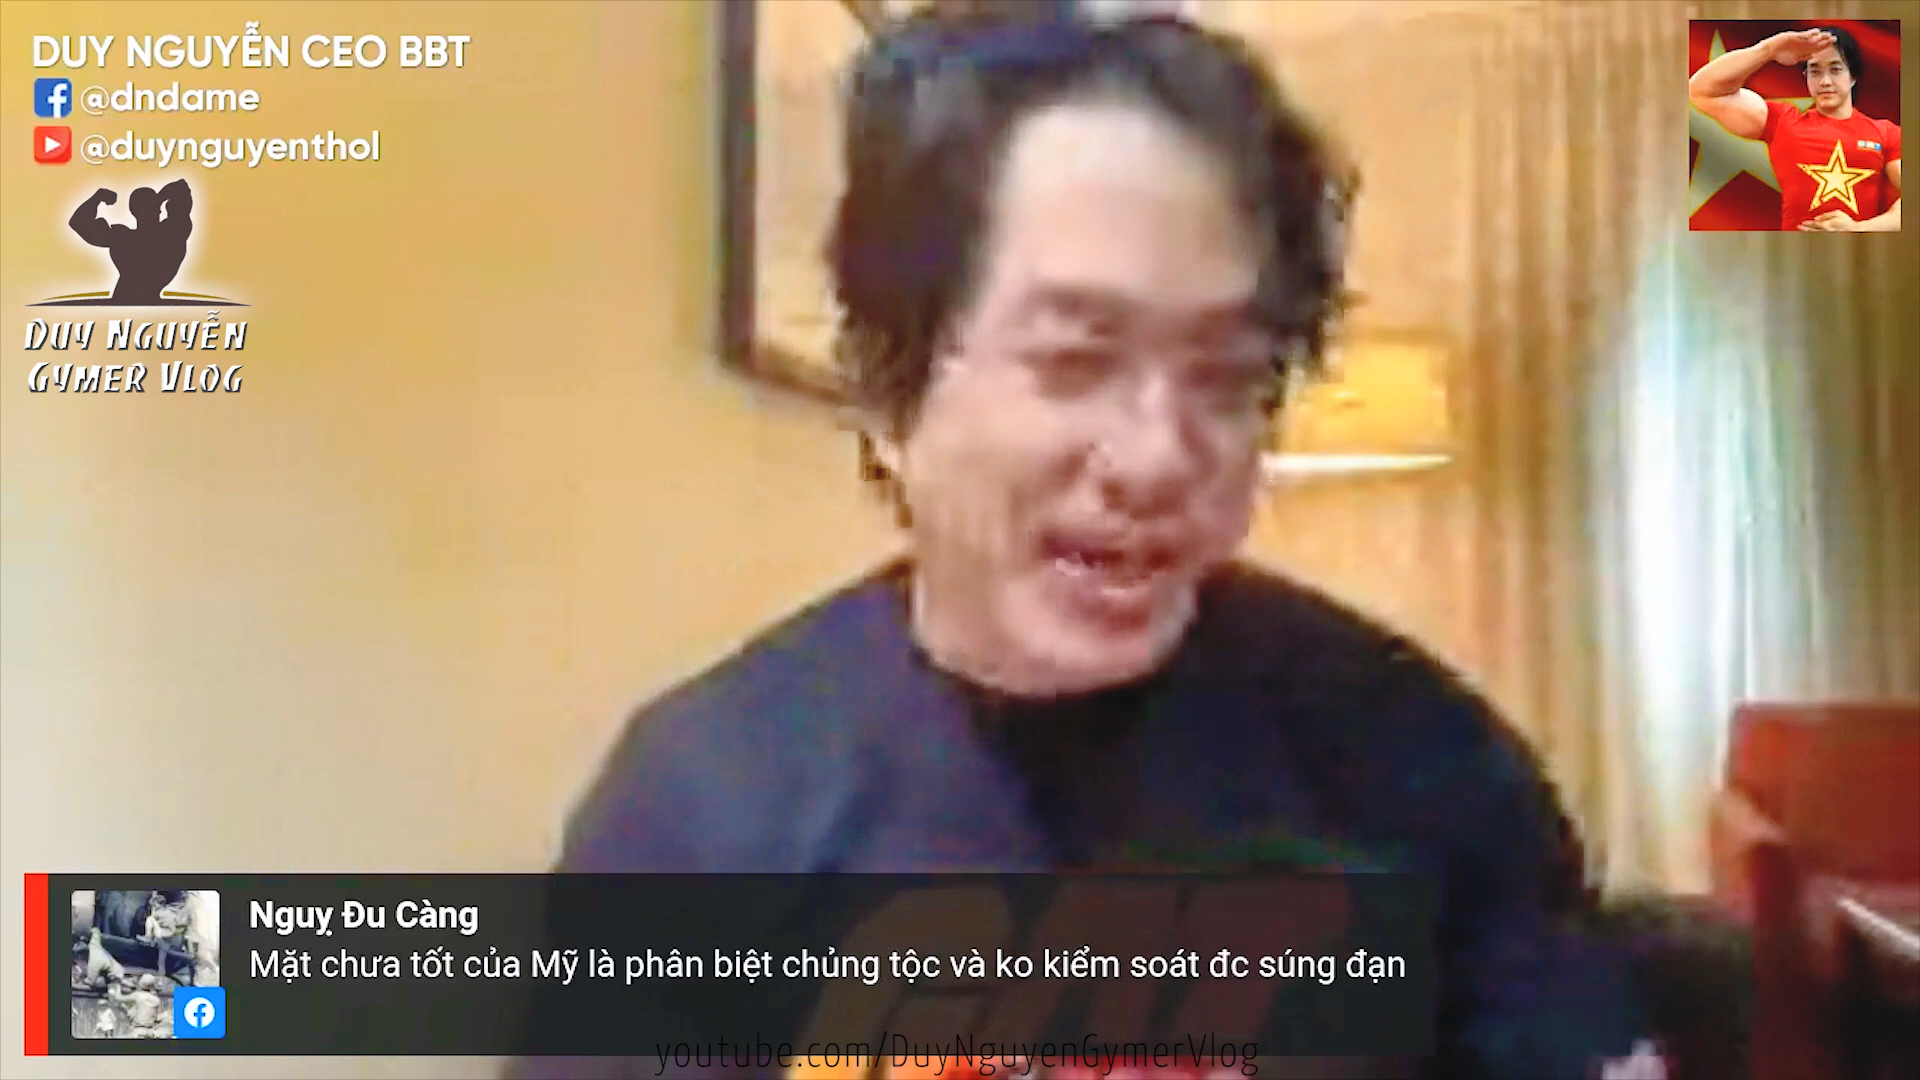 DUY NGUYỄN CEO BBT
@dndame
@duynguyenthol
DUY NGUYỄN
GYMER VLOG
Nguỵ Đu Càng
Mặt chưa tốt của Mỹ là phân biệt chủng tộc và ko kiểm soát đc súng đạn
youtube.com/DuyNguyenGymerVlog